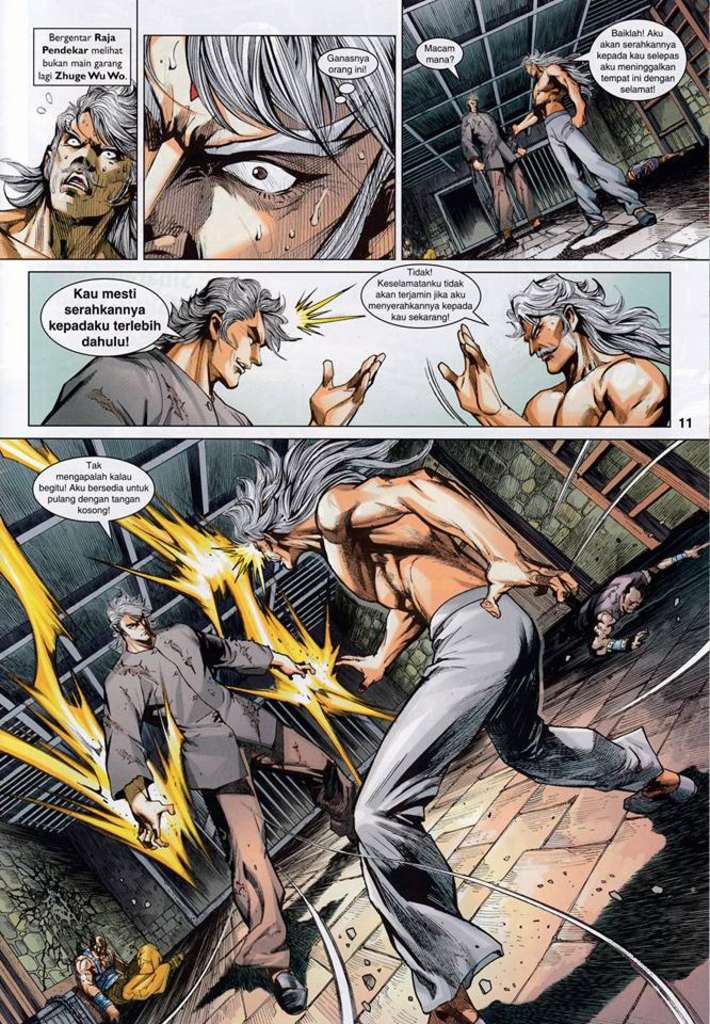 Bergentar Raja
Pendekar melihat
bukan main garang
lagi Zhuge Wu Wo.
Ganasnya
orang ini!
Macam
mana?
Baiklah! Aku
akan serahkannya
kepada kau selepas
aku meninggalkan
tempat ini dengan
selamat!
Kau mesti
serahkannya
kepadaku terlebih
dahulu!
Tidak!
Keselamatanku tidak
akan terjamin jika aku
menyerahkannya kepada
kau sekarang!
11
Tak
mengapalah kalau
begitu! Aku bersedia untuk
pulang dengan tangan
kosong!